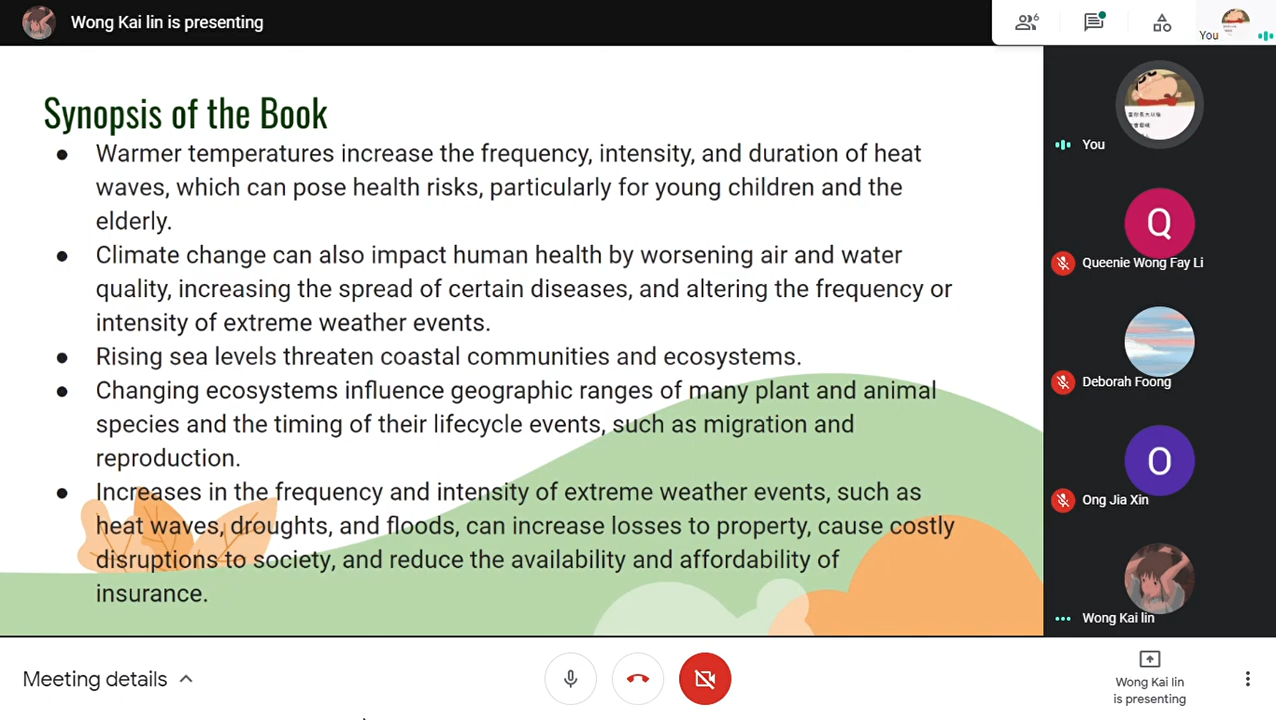 Wong Kai lin is presenting
6
You
Synopsis of the Book
● Warmer temperatures increase the frequency, intensity, and duration of heat
waves, which can pose health risks, particularly for young children and the
elderly.
● Climate change can also impact human health by worsening air and water
quality, increasing the spread of certain diseases, and altering the frequency or
intensity of extreme weather events.
● Rising sea levels threaten coastal communities and ecosystems.
● Changing ecosystems influence geographic ranges of many plant and animal
species and the timing of their lifecycle events, such as migration and
reproduction.
● Increases in the frequency and intensity of extreme weather events, such as
heat waves, droughts, and floods, can increase losses to property, cause costly
disruptions to society, and reduce the availability and affordability of
insurance.
You
Q
Queenie Wong Fay Li
Deborah Foong
O
Ong Jia Xin
Wong Kai lin
Meeting details
Wong Kai lin
is presenting